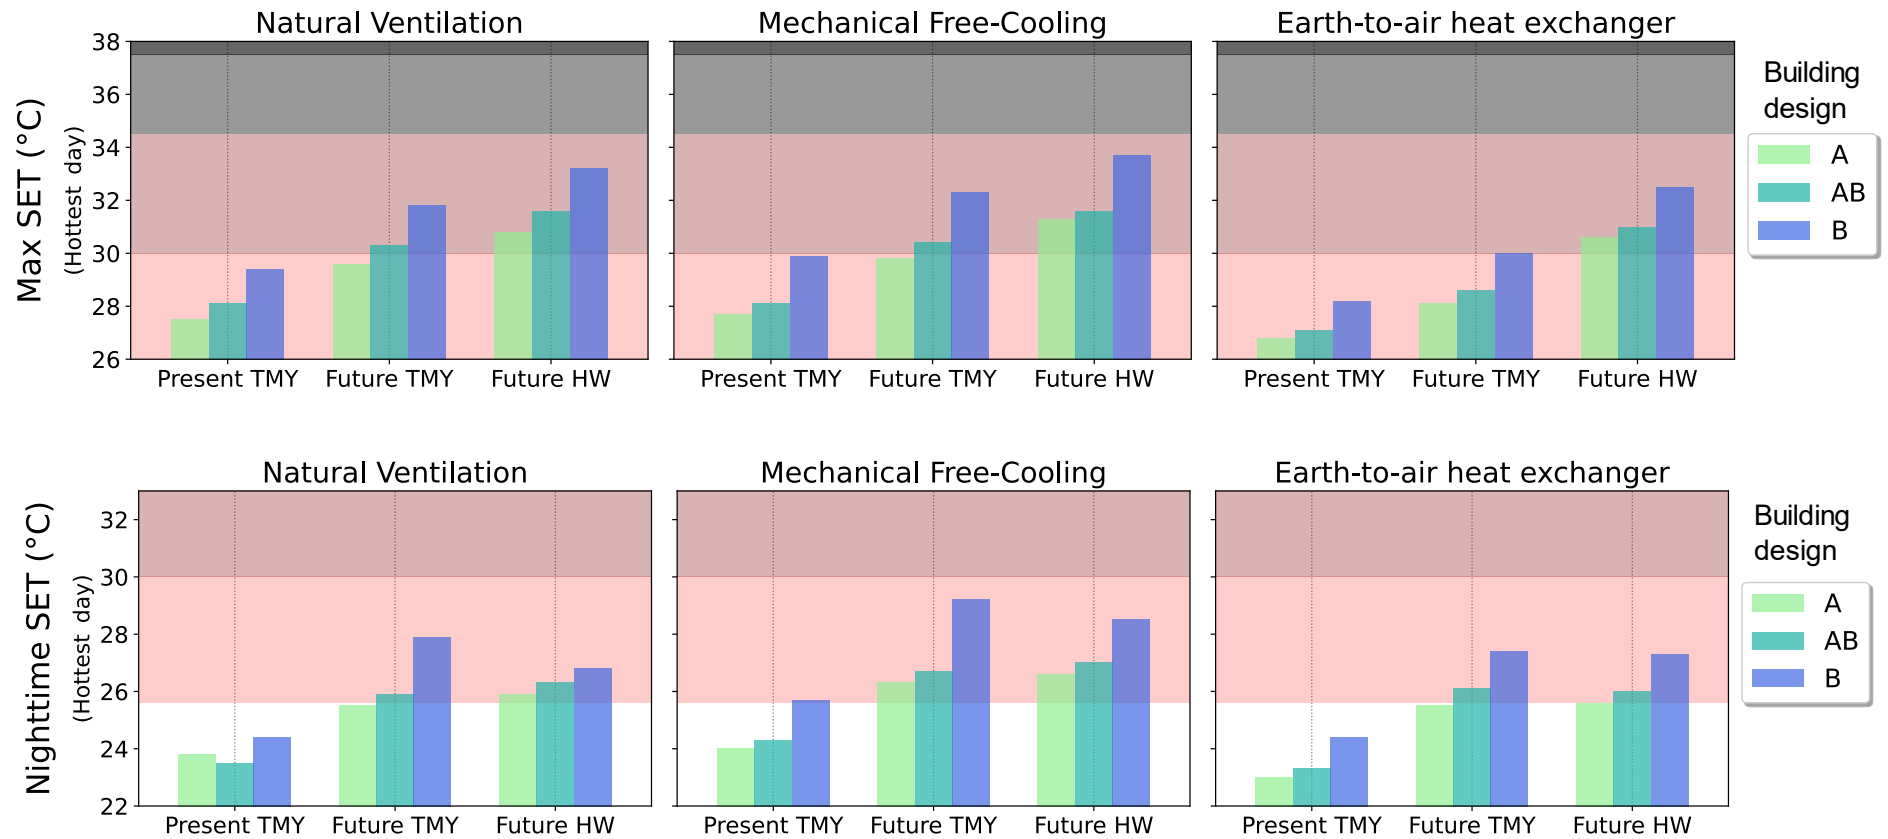 Natural Ventilation
Mechanical Free-Cooling
Earth-to-air heat exchanger
Max SET (°C)
(Hottest day)
38
36
34
32
30
28
26
Present TMY
Future TMY
Future HW
Present TMY
Future TMY
Future HW
Present TMY
Future TMY
Future HW
Building
design
A
AB
B
Natural Ventilation
Mechanical Free-Cooling
Earth-to-air heat exchanger
Nighttime SET (°C)
(Hottest day)
32
30
28
26
24
22
Present TMY
Future TMY
Future HW
Present TMY
Future TMY
Future HW
Present TMY
Future TMY
Future HW
Building
design
A
AB
B